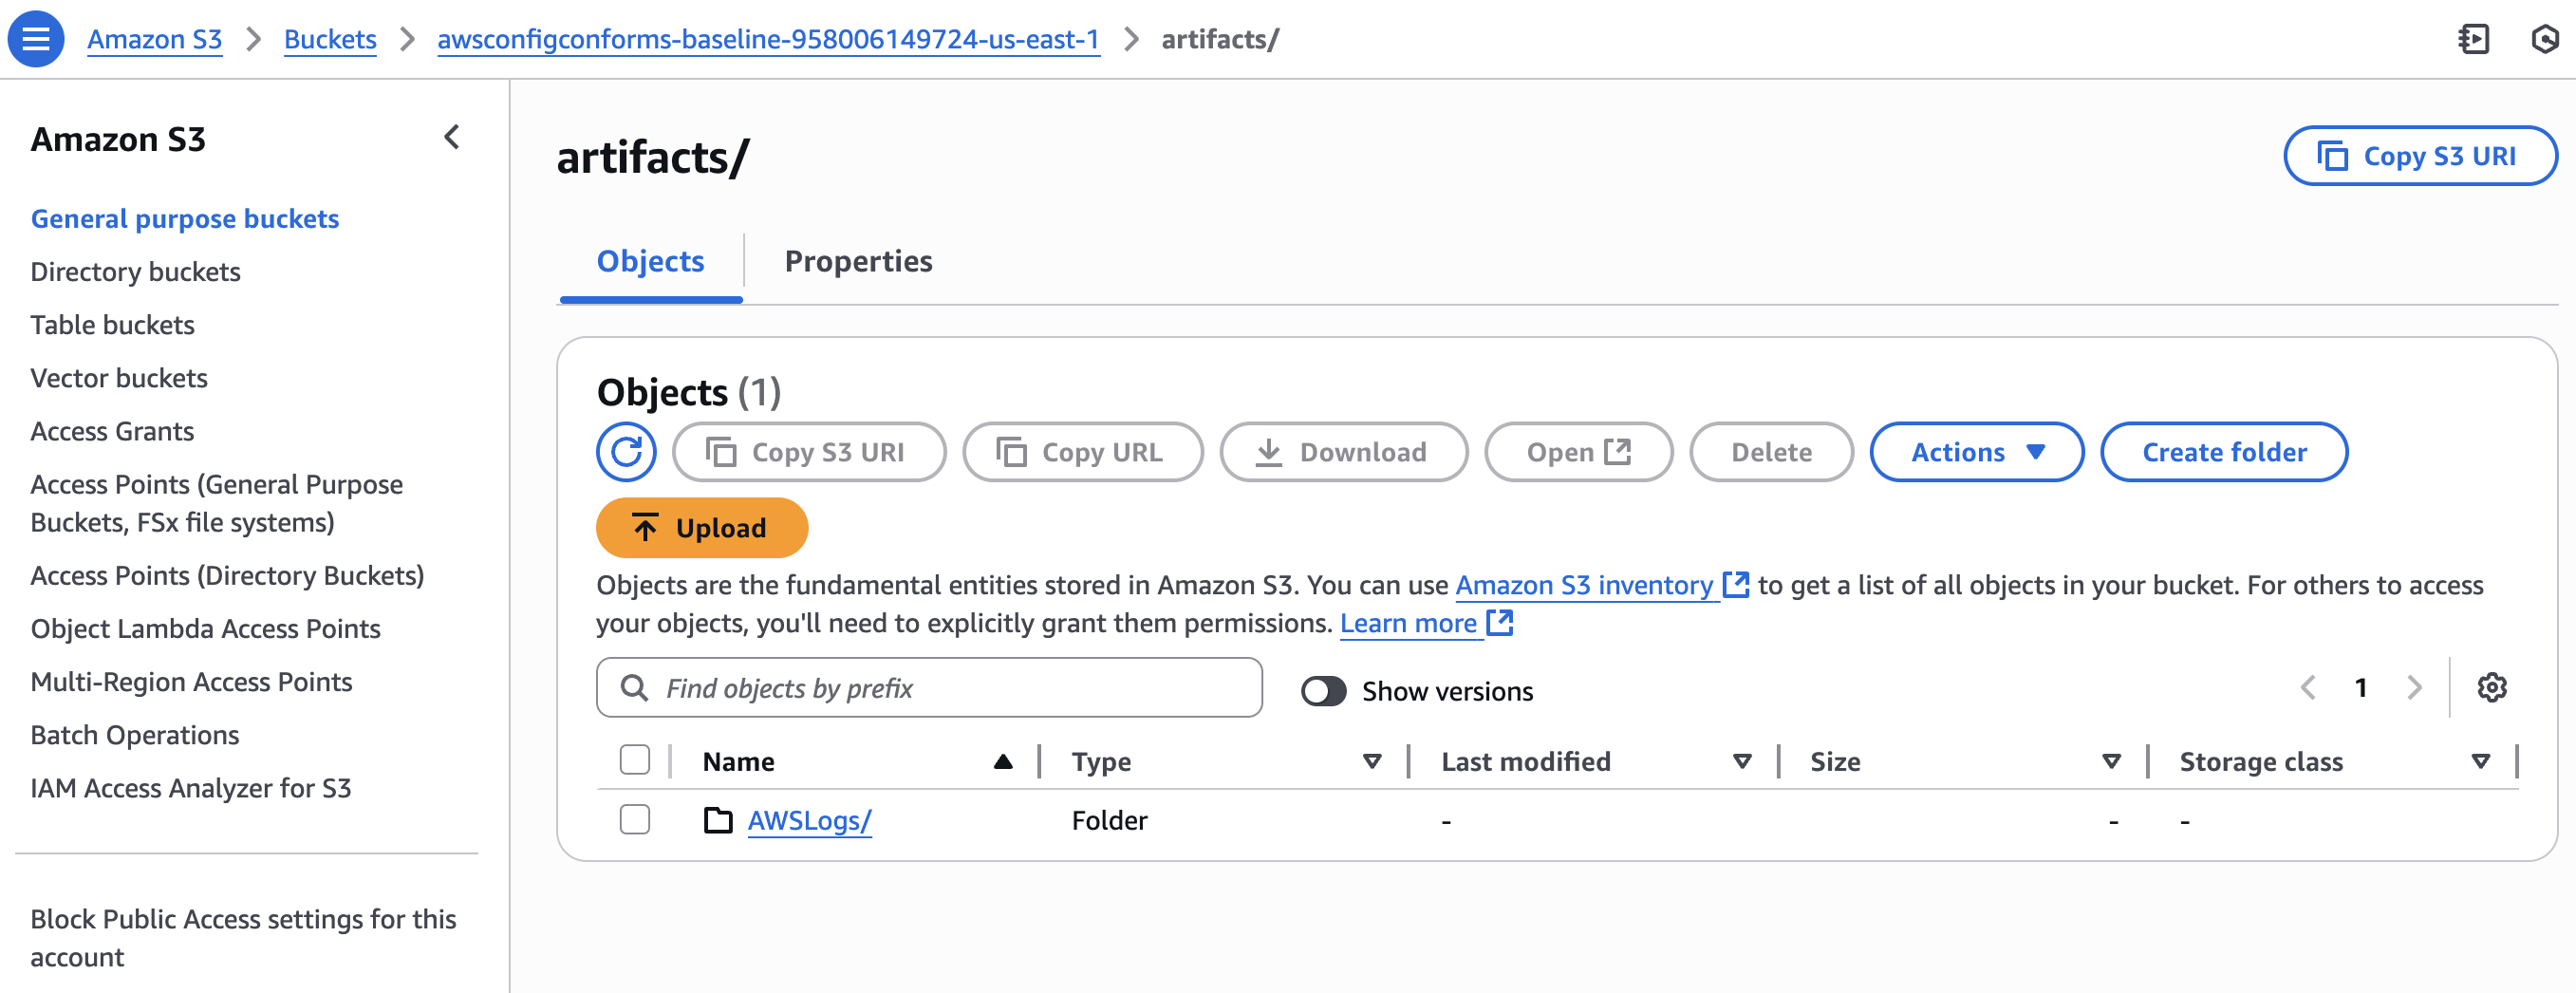 Amazon S3 > Buckets > awsconfigconforms-baseline-958006149724-us-east-1 > artifacts/
Amazon S3
General purpose buckets
Directory buckets
Table buckets
Vector buckets
Access Grants
Access Points (General Purpose
Buckets, FSx file systems)
Access Points (Directory Buckets)
Object Lambda Access Points
Multi-Region Access Points
Batch Operations
IAM Access Analyzer for S3
Block Public Access settings for this
account
artifacts/
Copy S3 URI
Objects Properties
Objects (1)
Copy S3 URI Copy URL Download Open Delete Actions Create folder
Upload
Objects are the fundamental entities stored in Amazon S3. You can use Amazon S3 inventory to get a list of all objects in your bucket. For others to access
your objects, you'll need to explicitly grant them permissions. Learn more
Find objects by prefix Show versions 1
Name Type Last modified Size Storage class
AWSLogs/ Folder - - -